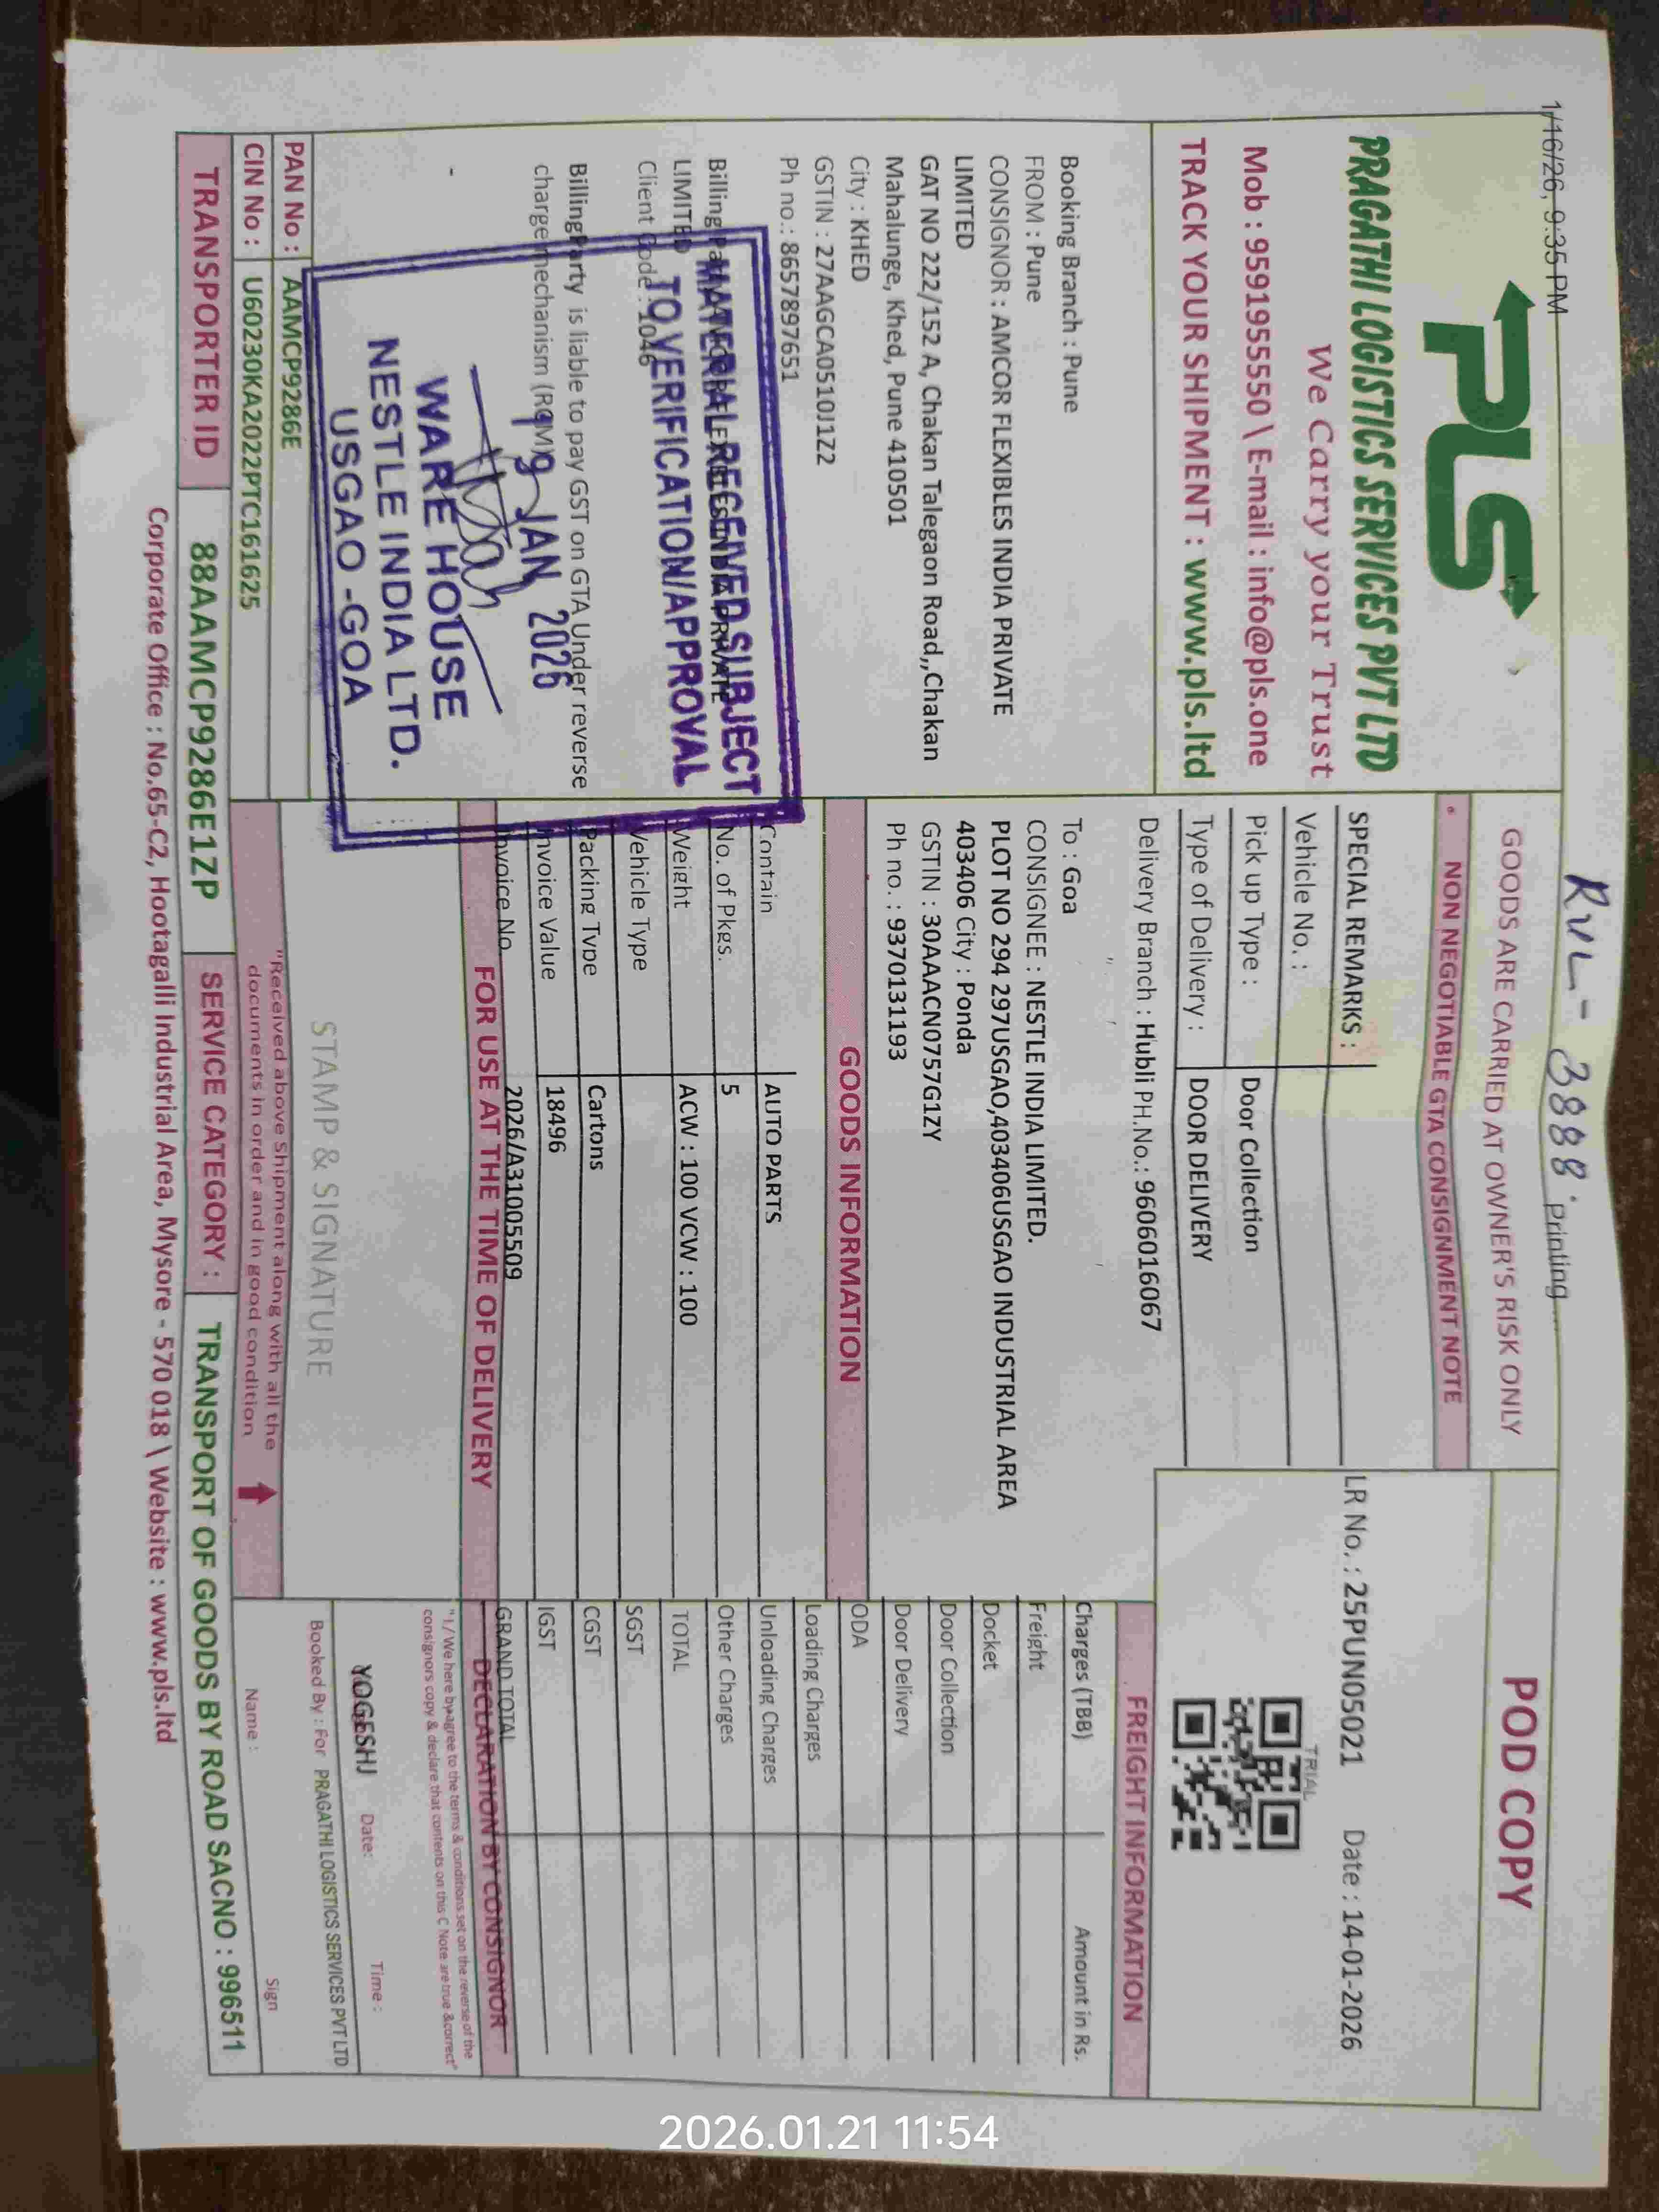 1/16/26, 9:35 PM
RUL - 3888. printing...
PLS
PRAGATHI LOGISTICS SERVICES PVT LTD
We Carry your Trust
Mob : 9591955550 \ E-mail : info@pls.one
TRACK YOUR SHIPMENT : www.pls.ltd
GOODS ARE CARRIED AT OWNER'S RISK ONLY
NON NEGOTIABLE GTA CONSIGNMENT NOTE
SPECIAL REMARKS :
Vehicle No. :
Pick up Type : Door Collection
Type of Delivery : DOOR DELIVERY
POD COPY
LR No. : 25PUN05021 Date : 14-01-2026
TRIAL
Booking Branch : Pune
FROM : Pune
CONSIGNOR : AMCOR FLEXIBLES INDIA PRIVATE
LIMITED
GAT NO 222/152 A, Chakan Talegaon Road,,Chakan
Mahalunge, Khed, Pune 410501
City : KHED
GSTIN : 27AAGCA0510J1Z2
Ph no. : 8657897651
Billing Party : AMCOR FLEXIBLES INDIA PRIVATE
LIMITED
Client Code : 1046
BillingParty is liable to pay GST on GTA Under reverse
charge mechanism (RCM)
MATERIAL RECEIVED SUBJECT
TO VERIFICATION/APPROVAL
19 JAN 2026
WARE HOUSE
NESTLE INDIA LTD.
USGAO -GOA
Delivery Branch : Hubli PH.No.: 9606016067
To : Goa
CONSIGNEE : NESTLE INDIA LIMITED.
PLOT NO 294 297USGAO,403406USGAO INDUSTRIAL AREA
403406 City : Ponda
GSTIN : 30AAACN0757G1ZY
Ph no. : 9370131193
GOODS INFORMATION
Contain AUTO PARTS
No. of Pkgs. 5
Weight ACW : 100 VCW : 100
Vehicle Type
Packing Type Cartons
Invoice Value 18496
Invoice No. 2026/A31005509
FOR USE AT THE TIME OF DELIVERY
STAMP & SIGNATURE
"Received above Shipment along with all the
documents in order and in good condition
FREIGHT INFORMATION
Charges (TBB) Amount in Rs.
Freight
Docket
Door Collection
Door Delivery
ODA
Loading Charges
Unloading Charges
Other Charges
TOTAL
SGST
CGST
IGST
GRAND TOTAL
DECLARATION BY CONSIGNOR
"I / We here by agree to the terms & conditions set on the reverse of the
consignors copy & declare that contents on this C Note are true & correct"
YOGESHJ Date: Time :
Booked By : For PRAGATHI LOGISTICS SERVICES PVT LTD
Name : Sign
PAN No : AAMCP9286E
CIN No : U60230KA2022PTC161625
TRANSPORTER ID 88AAMCP9286E1ZP SERVICE CATEGORY : TRANSPORT OF GOODS BY ROAD SACNO : 996511
Corporate Office : No.65-C2, Hootagalli Industrial Area, Mysore - 570 018 \ Website : www.pls.ltd
2026.01.21 11:54